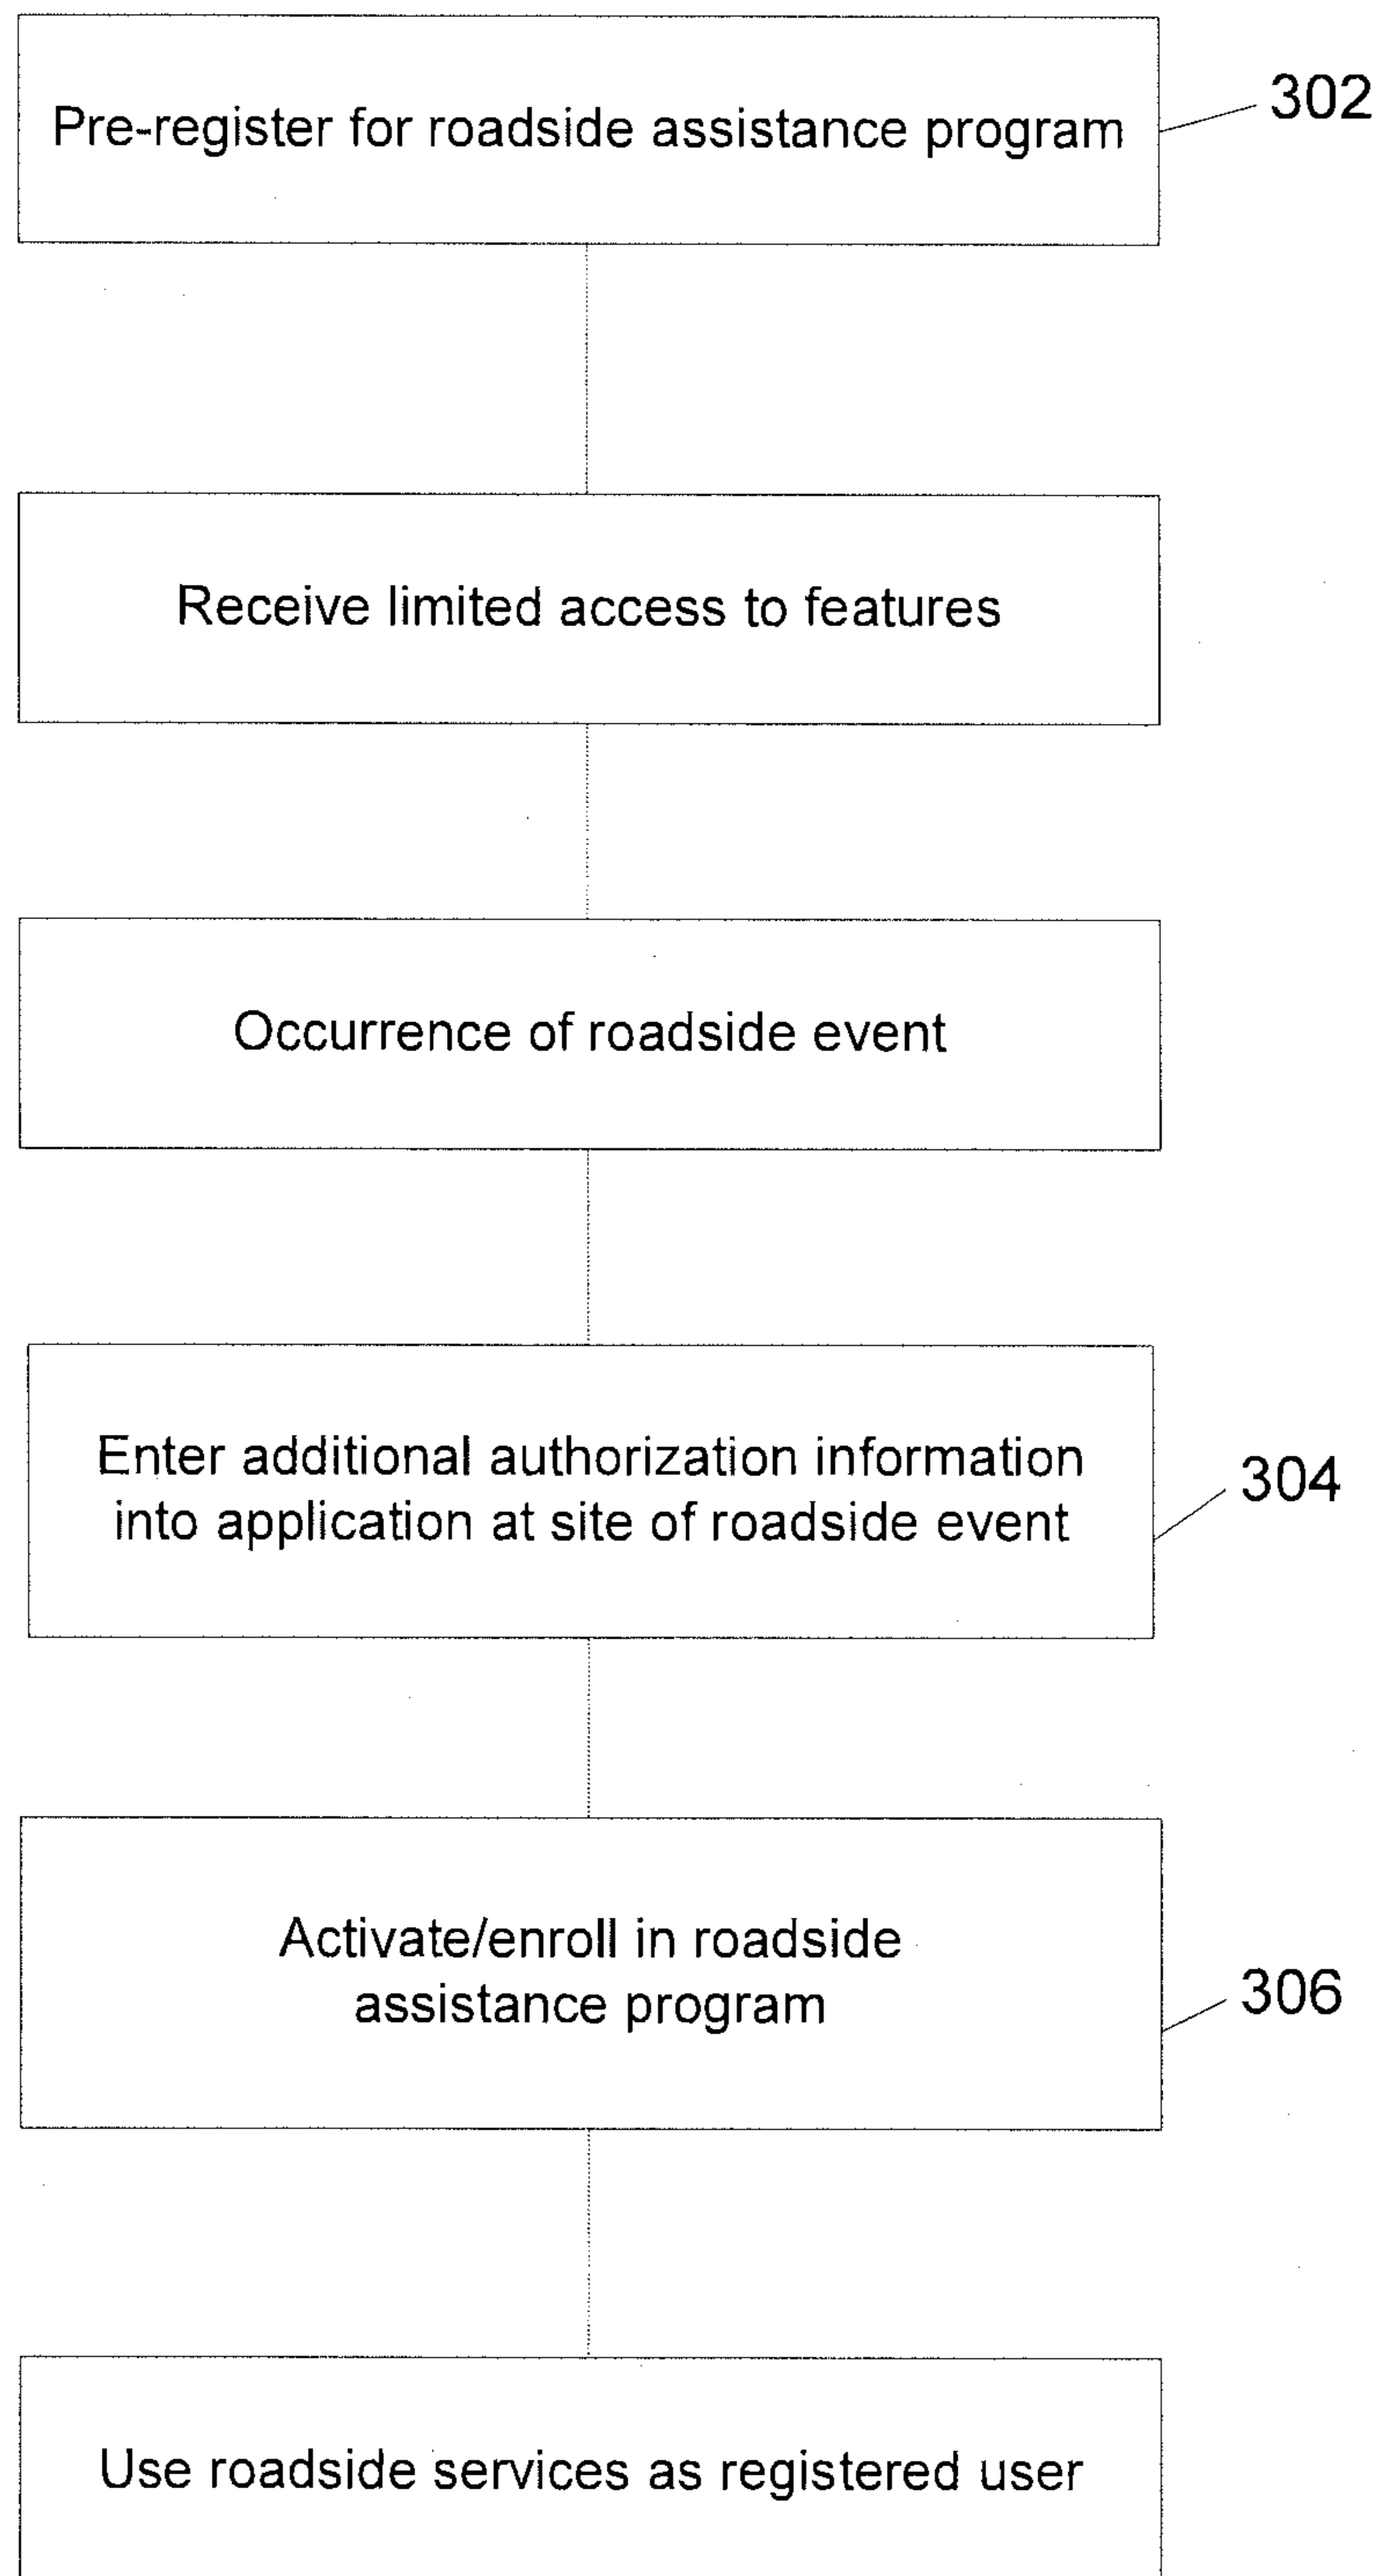 Pre-register for roadside assistance program
302
Receive limited access to features
Occurrence of roadside event
Enter additional authorization information
into application at site of roadside event
304
Activate/enroll in roadside
assistance program
306
Use roadside services as registered user